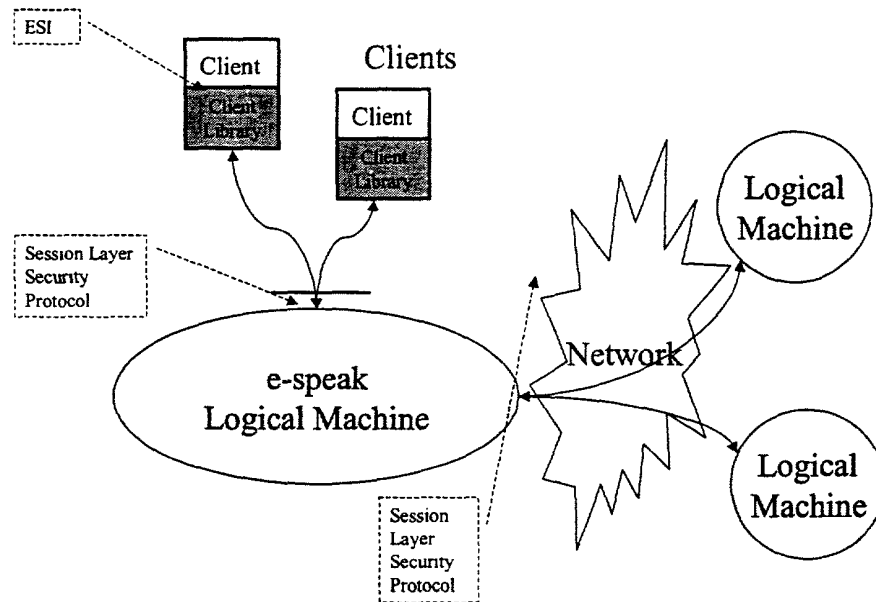 ESI
Client
Client
Library
Clients
Client
Client
Library
Logical
Machine
Session Layer
Security
Protocol
Network
e-speak
Logical Machine
Logical
Machine
Session
Layer
Security
Protocol